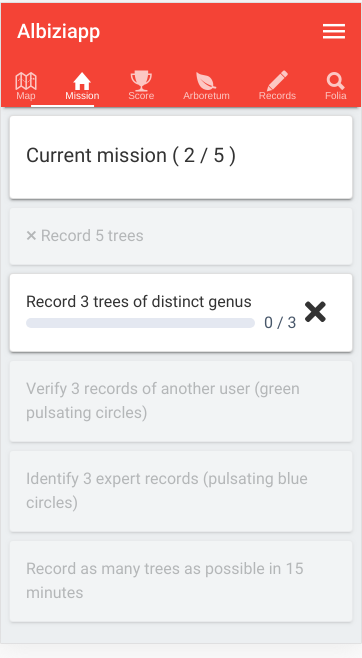 Albiziapp
Map Mission Score Arboretum Records Folia
Current mission ( 2 / 5 )
× Record 5 trees
Record 3 trees of distinct genus
0 / 3
Verify 3 records of another user (green
pulsating circles)
Identify 3 expert records (pulsating blue
circles)
Record as many trees as possible in 15
minutes